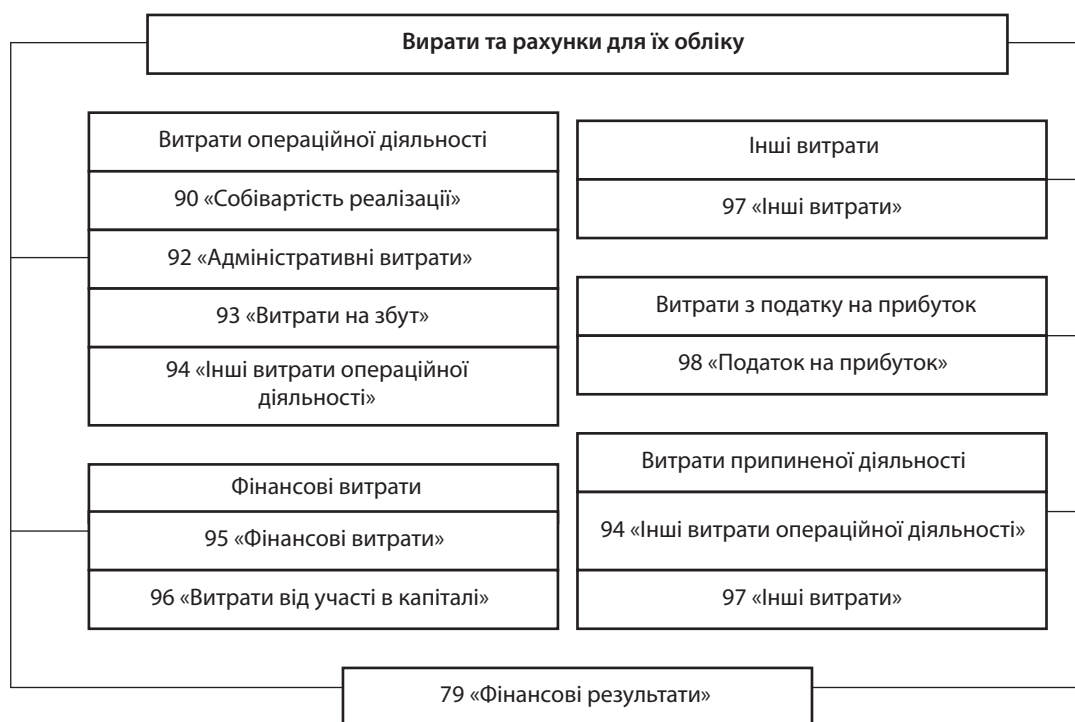 Вирати та рахунки для їх обліку
Витрати операційної діяльності
90 «Собівартість реалізації»
92 «Адміністративні витрати»
93 «Витрати на збут»
94 «Інші витрати операційної
діяльності»
Фінансові витрати
95 «Фінансові витрати»
96 «Витрати від участі в капіталі»
Інші витрати
97 «Інші витрати»
Витрати з податку на прибуток
98 «Податок на прибуток»
Витрати припиненої діяльності
94 «Інші витрати операційної діяльності»
97 «Інші витрати»
79 «Фінансові результати»